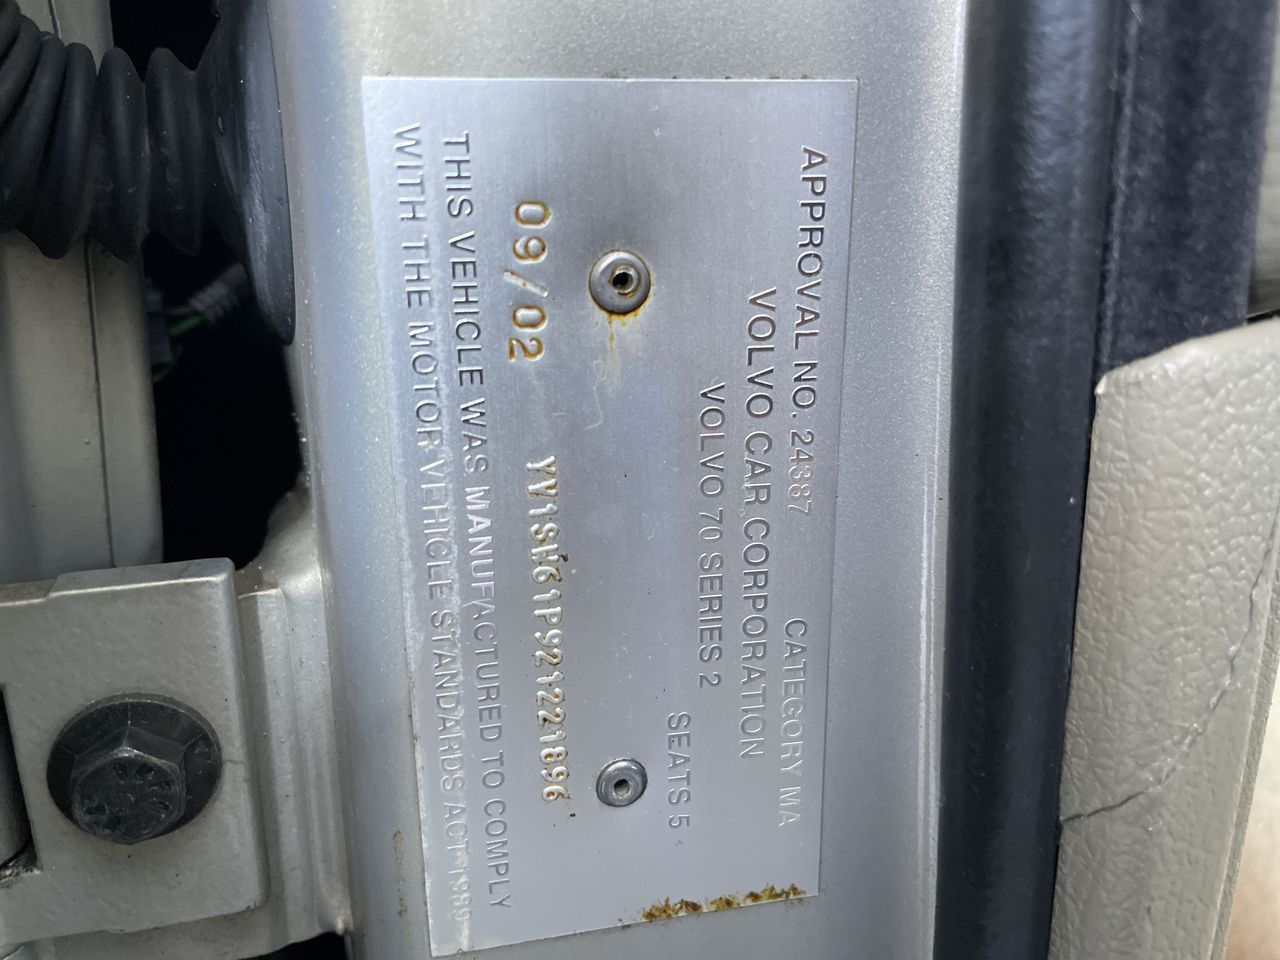 APPROVAL NO. 24387 CATEGORY MA
VOLVO CAR CORPORATION
VOLVO 70 SERIES 2
SEATS 5
09/02 YV1SH61P921221896
THIS VEHICLE WAS MANUFACTURED TO COMPLY
WITH THE MOTOR VEHICLE STANDARDS ACT 1989